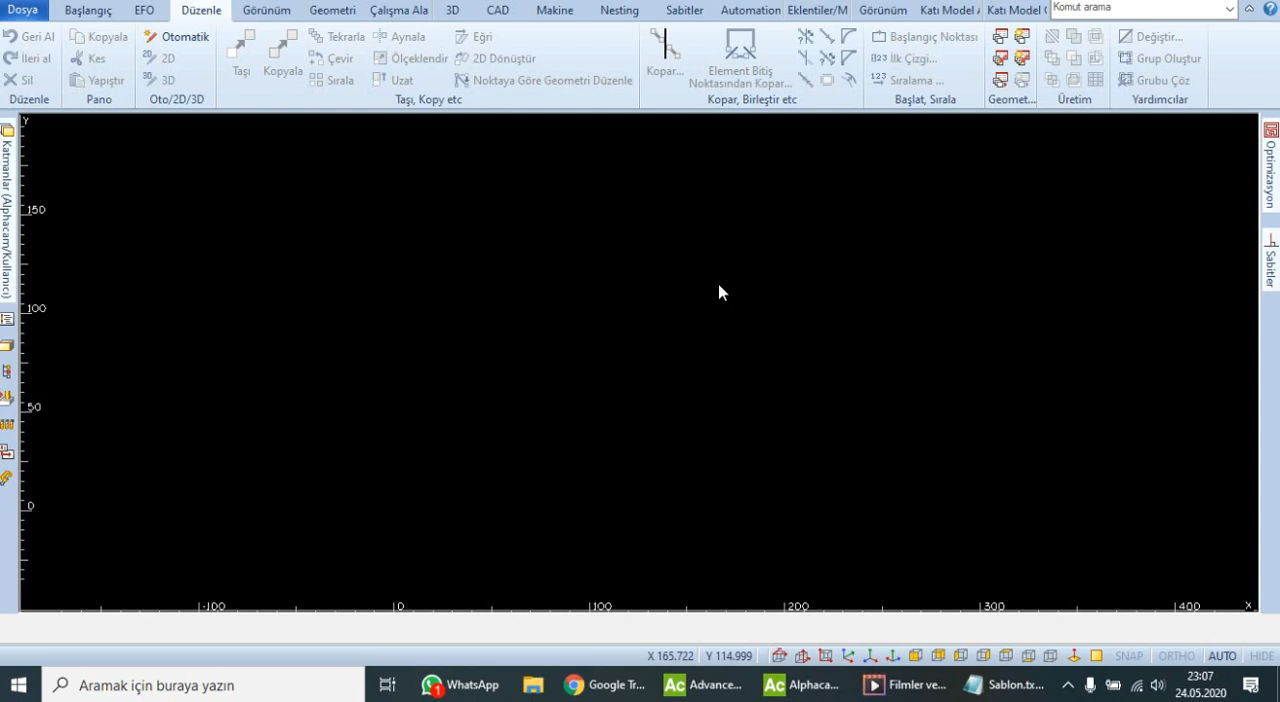 Dosya Başlangıç EFO Düzenle Görünüm Geometri Çalışma Ala 3D CAD Makine Nesting Sabitler Automation Eklentiler/M Görünüm Katı Model Katı Model Komut arama
Geri Al Kopyala Otomatik Tekrarla Aynala Eğri Başlangıç Noktası Değiştir...
İleri al Kes 2D Çevir Ölçeklendir 2D Dönüştür İlk Çizgi... Grup Oluştur
Sil Yapıştır 3D Taşı Kopyala Sırala Uzat Noktaya Göre Geometri Düzenle Kopar... Element Bitiş Noktasından Kopar... Sıralama ... Grubu Çöz
Düzenle Pano Oto/2D/3D Taşı, Kopy etc Kopar, Birleştir etc Başlat, Sırala Geomet... Üretim Yardımcılar
Y
Katmanlar (Alphacam/Kullanıcı)
Optimizasyon
Sabitler
150
100
50
0
-100 0 100 200 300 400 X
X 165.722 Y 114.999 SNAP ORTHO AUTO HIDE
Aramak için buraya yazın 1 WhatsApp Google Tr... Advance... Alphaca... Filmler ve... Sablon.tx... 23:07
24.05.2020